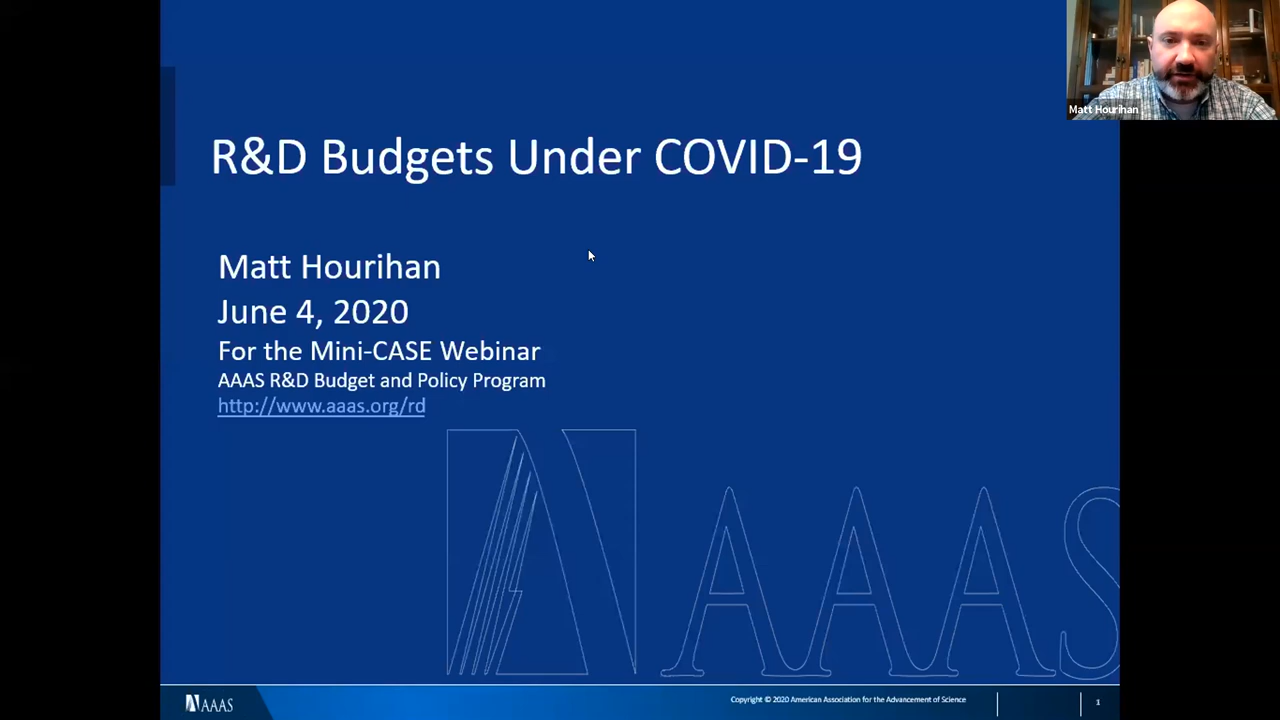 Matt Hourihan
R&D Budgets Under COVID-19
Matt Hourihan
June 4, 2020
For the Mini-CASE Webinar
AAAS R&D Budget and Policy Program
http://www.aaas.org/rd
AAAS
AAAS
Copyright © 2020 American Association for the Advancement of Science
1